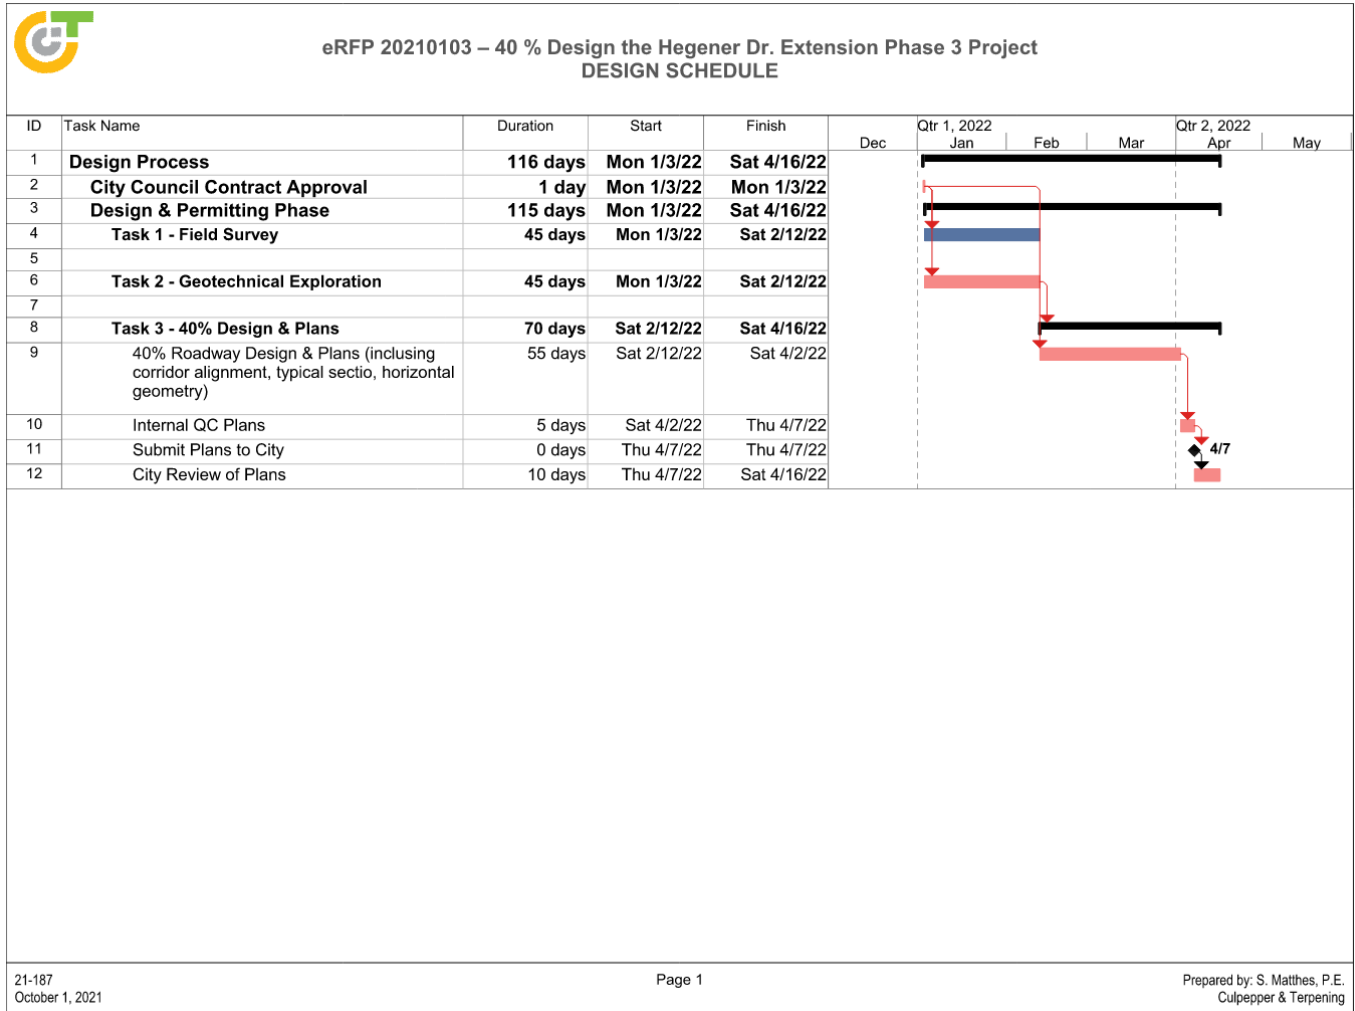 eRFP 20210103 – 40 % Design the Hegener Dr. Extension Phase 3 Project
DESIGN SCHEDULE
ID Task Name Duration Start Finish Qtr 1, 2022 Qtr 2, 2022
Dec Jan Feb Mar Apr May
1 Design Process 116 days Mon 1/3/22 Sat 4/16/22
2 City Council Contract Approval 1 day Mon 1/3/22 Mon 1/3/22
3 Design & Permitting Phase 115 days Mon 1/3/22 Sat 4/16/22
4 Task 1 - Field Survey 45 days Mon 1/3/22 Sat 2/12/22
5
6 Task 2 - Geotechnical Exploration 45 days Mon 1/3/22 Sat 2/12/22
7
8 Task 3 - 40% Design & Plans 70 days Sat 2/12/22 Sat 4/16/22
9 40% Roadway Design & Plans (inclusing 55 days Sat 2/12/22 Sat 4/2/22
corridor alignment, typical sectio, horizontal
geometry)
10 Internal QC Plans 5 days Sat 4/2/22 Thu 4/7/22
11 Submit Plans to City 0 days Thu 4/7/22 Thu 4/7/22 4/7
12 City Review of Plans 10 days Thu 4/7/22 Sat 4/16/22
21-187 Page 1 Prepared by: S. Matthes, P.E.
October 1, 2021 Culpepper & Terpening